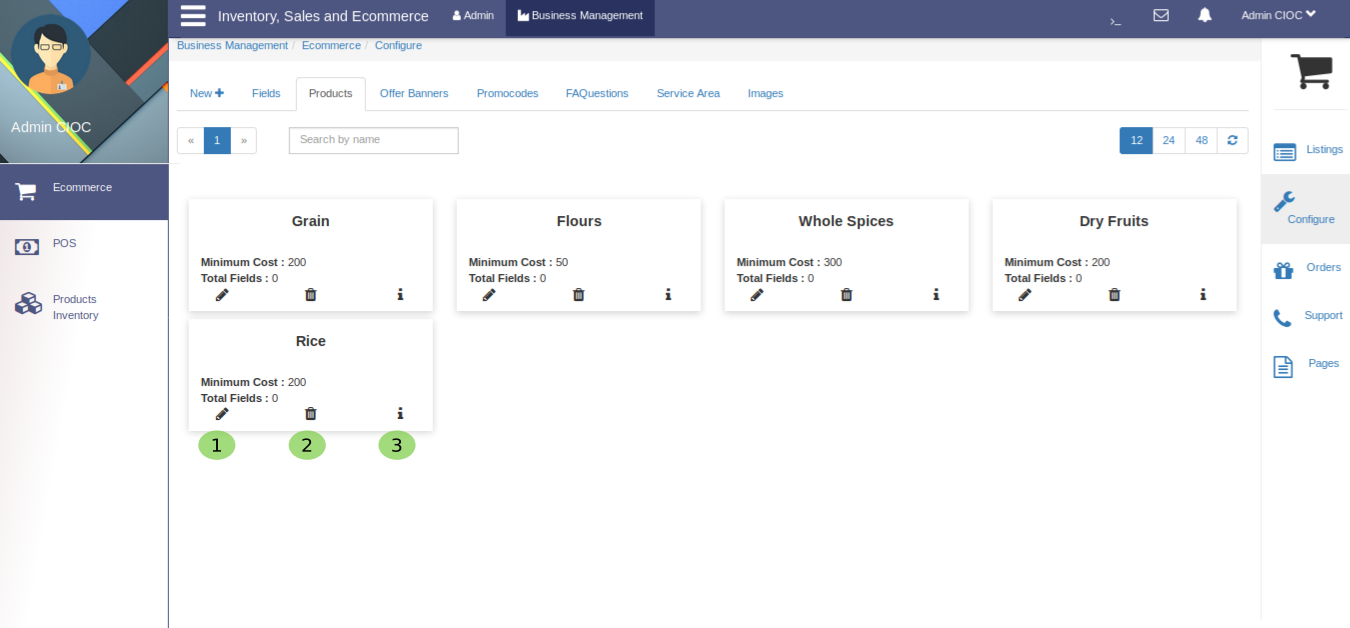 Inventory, Sales and Ecommerce Admin Business Management >_ Admin CIOC
Admin CIOC
Business Management / Ecommerce / Configure
New Fields Products Offer Banners Promocodes FAQuestions Service Area Images
« 1 » Search by name 12 24 48
Ecommerce
POS
Products
Inventory
Grain
Minimum Cost : 200
Total Fields : 0
Flours
Minimum Cost : 50
Total Fields : 0
Whole Spices
Minimum Cost : 300
Total Fields : 0
Dry Fruits
Minimum Cost : 200
Total Fields : 0
Rice
Minimum Cost : 200
Total Fields : 0
1 2 3
Listings
Configure
Orders
Support
Pages